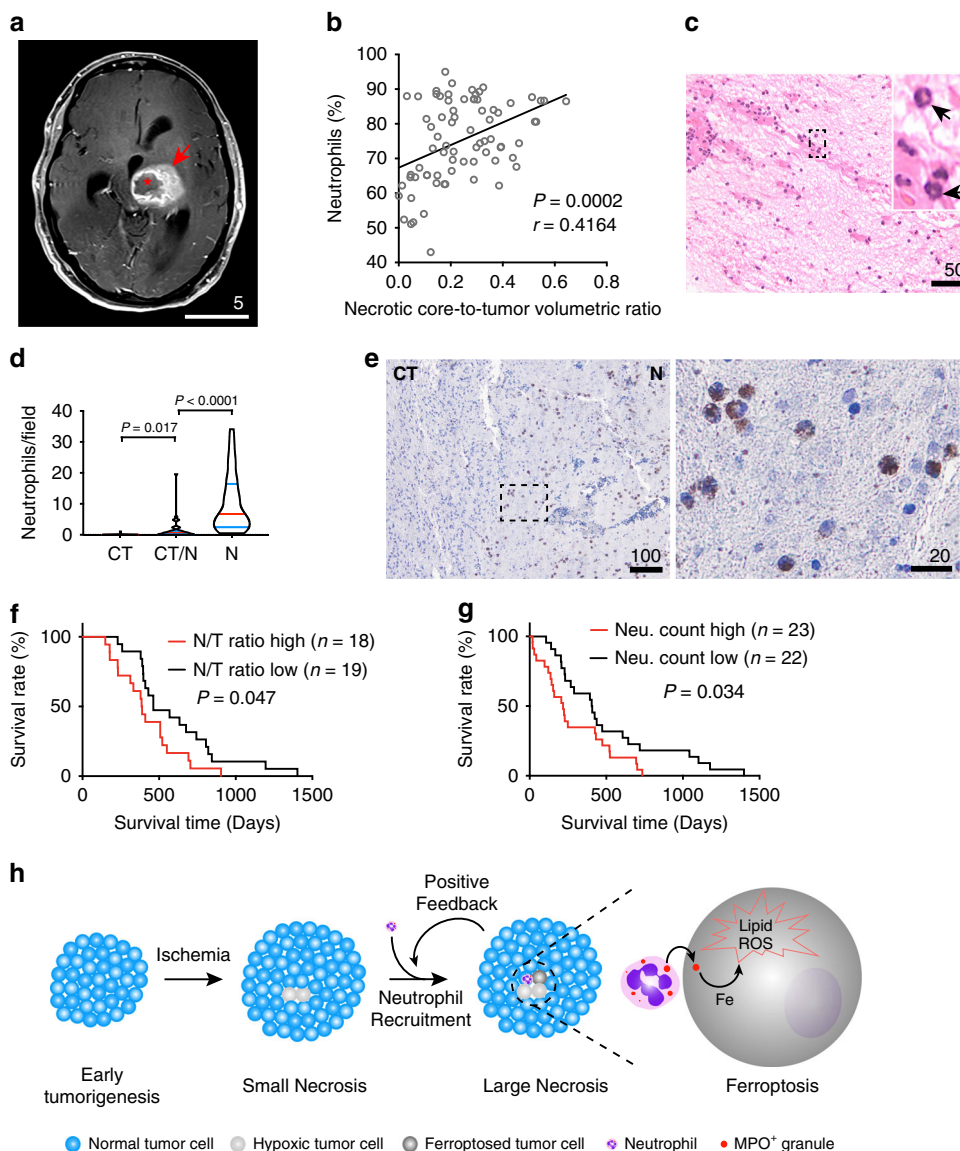 a
5
b
Neutrophils (%)
100
90
80
70
60
50
40
P = 0.0002
r = 0.4164
0.0
0.2
0.4
0.6
0.8
Necrotic core-to-tumor volumetric ratio
c
50
d
Neutrophils/field
40
30
20
10
0
P = 0.017
P < 0.0001
CT
CT/N
N
e
CT
N
100
20
f
Survival rate (%)
100
50
0
N/T ratio high (n = 18)
N/T ratio low (n = 19)
P = 0.047
0
500
1000
1500
Survival time (Days)
g
Survival rate (%)
100
50
0
Neu. count high (n = 23)
Neu. count low (n = 22)
P = 0.034
0
500
1000
1500
Survival time (Days)
h
Ischemia
Positive
Feedback
Neutrophil
Recruitment
Lipid
ROS
Fe
Early
tumorigenesis
Small Necrosis
Large Necrosis
Ferroptosis
Normal tumor cell
Hypoxic tumor cell
Ferroptosed tumor cell
Neutrophil
MPO⁺ granule